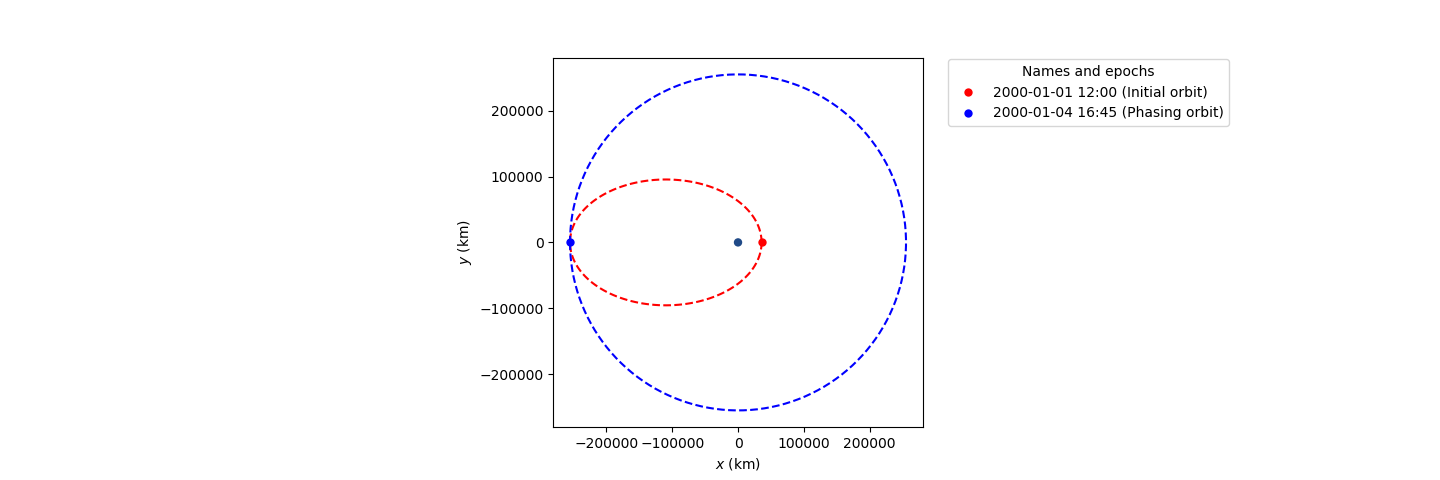 Names and epochs
2000-01-01 12:00 (Initial orbit)
2000-01-04 16:45 (Phasing orbit)
200000
100000
0
−100000
−200000
y (km)
−200000 −100000 0 100000 200000
x (km)